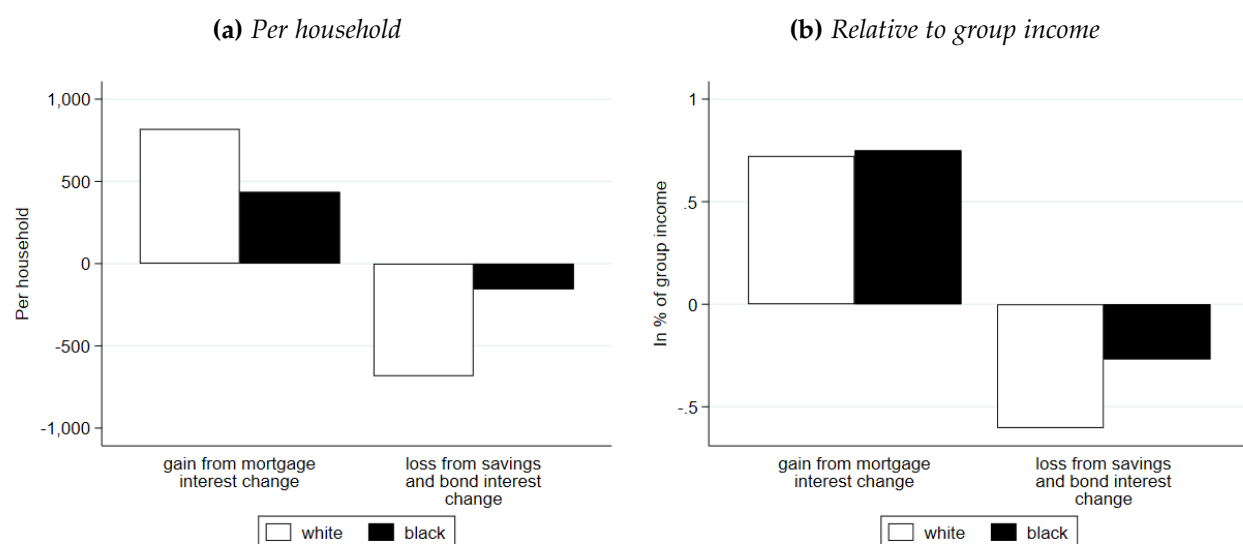 (a) Per household
1,000
500
0
-500
-1,000
Per household
gain from mortgage
interest change
loss from savings
and bond interest
change
white black
(b) Relative to group income
1
.5
0
-.5
In % of group income
gain from mortgage
interest change
loss from savings
and bond interest
change
white black